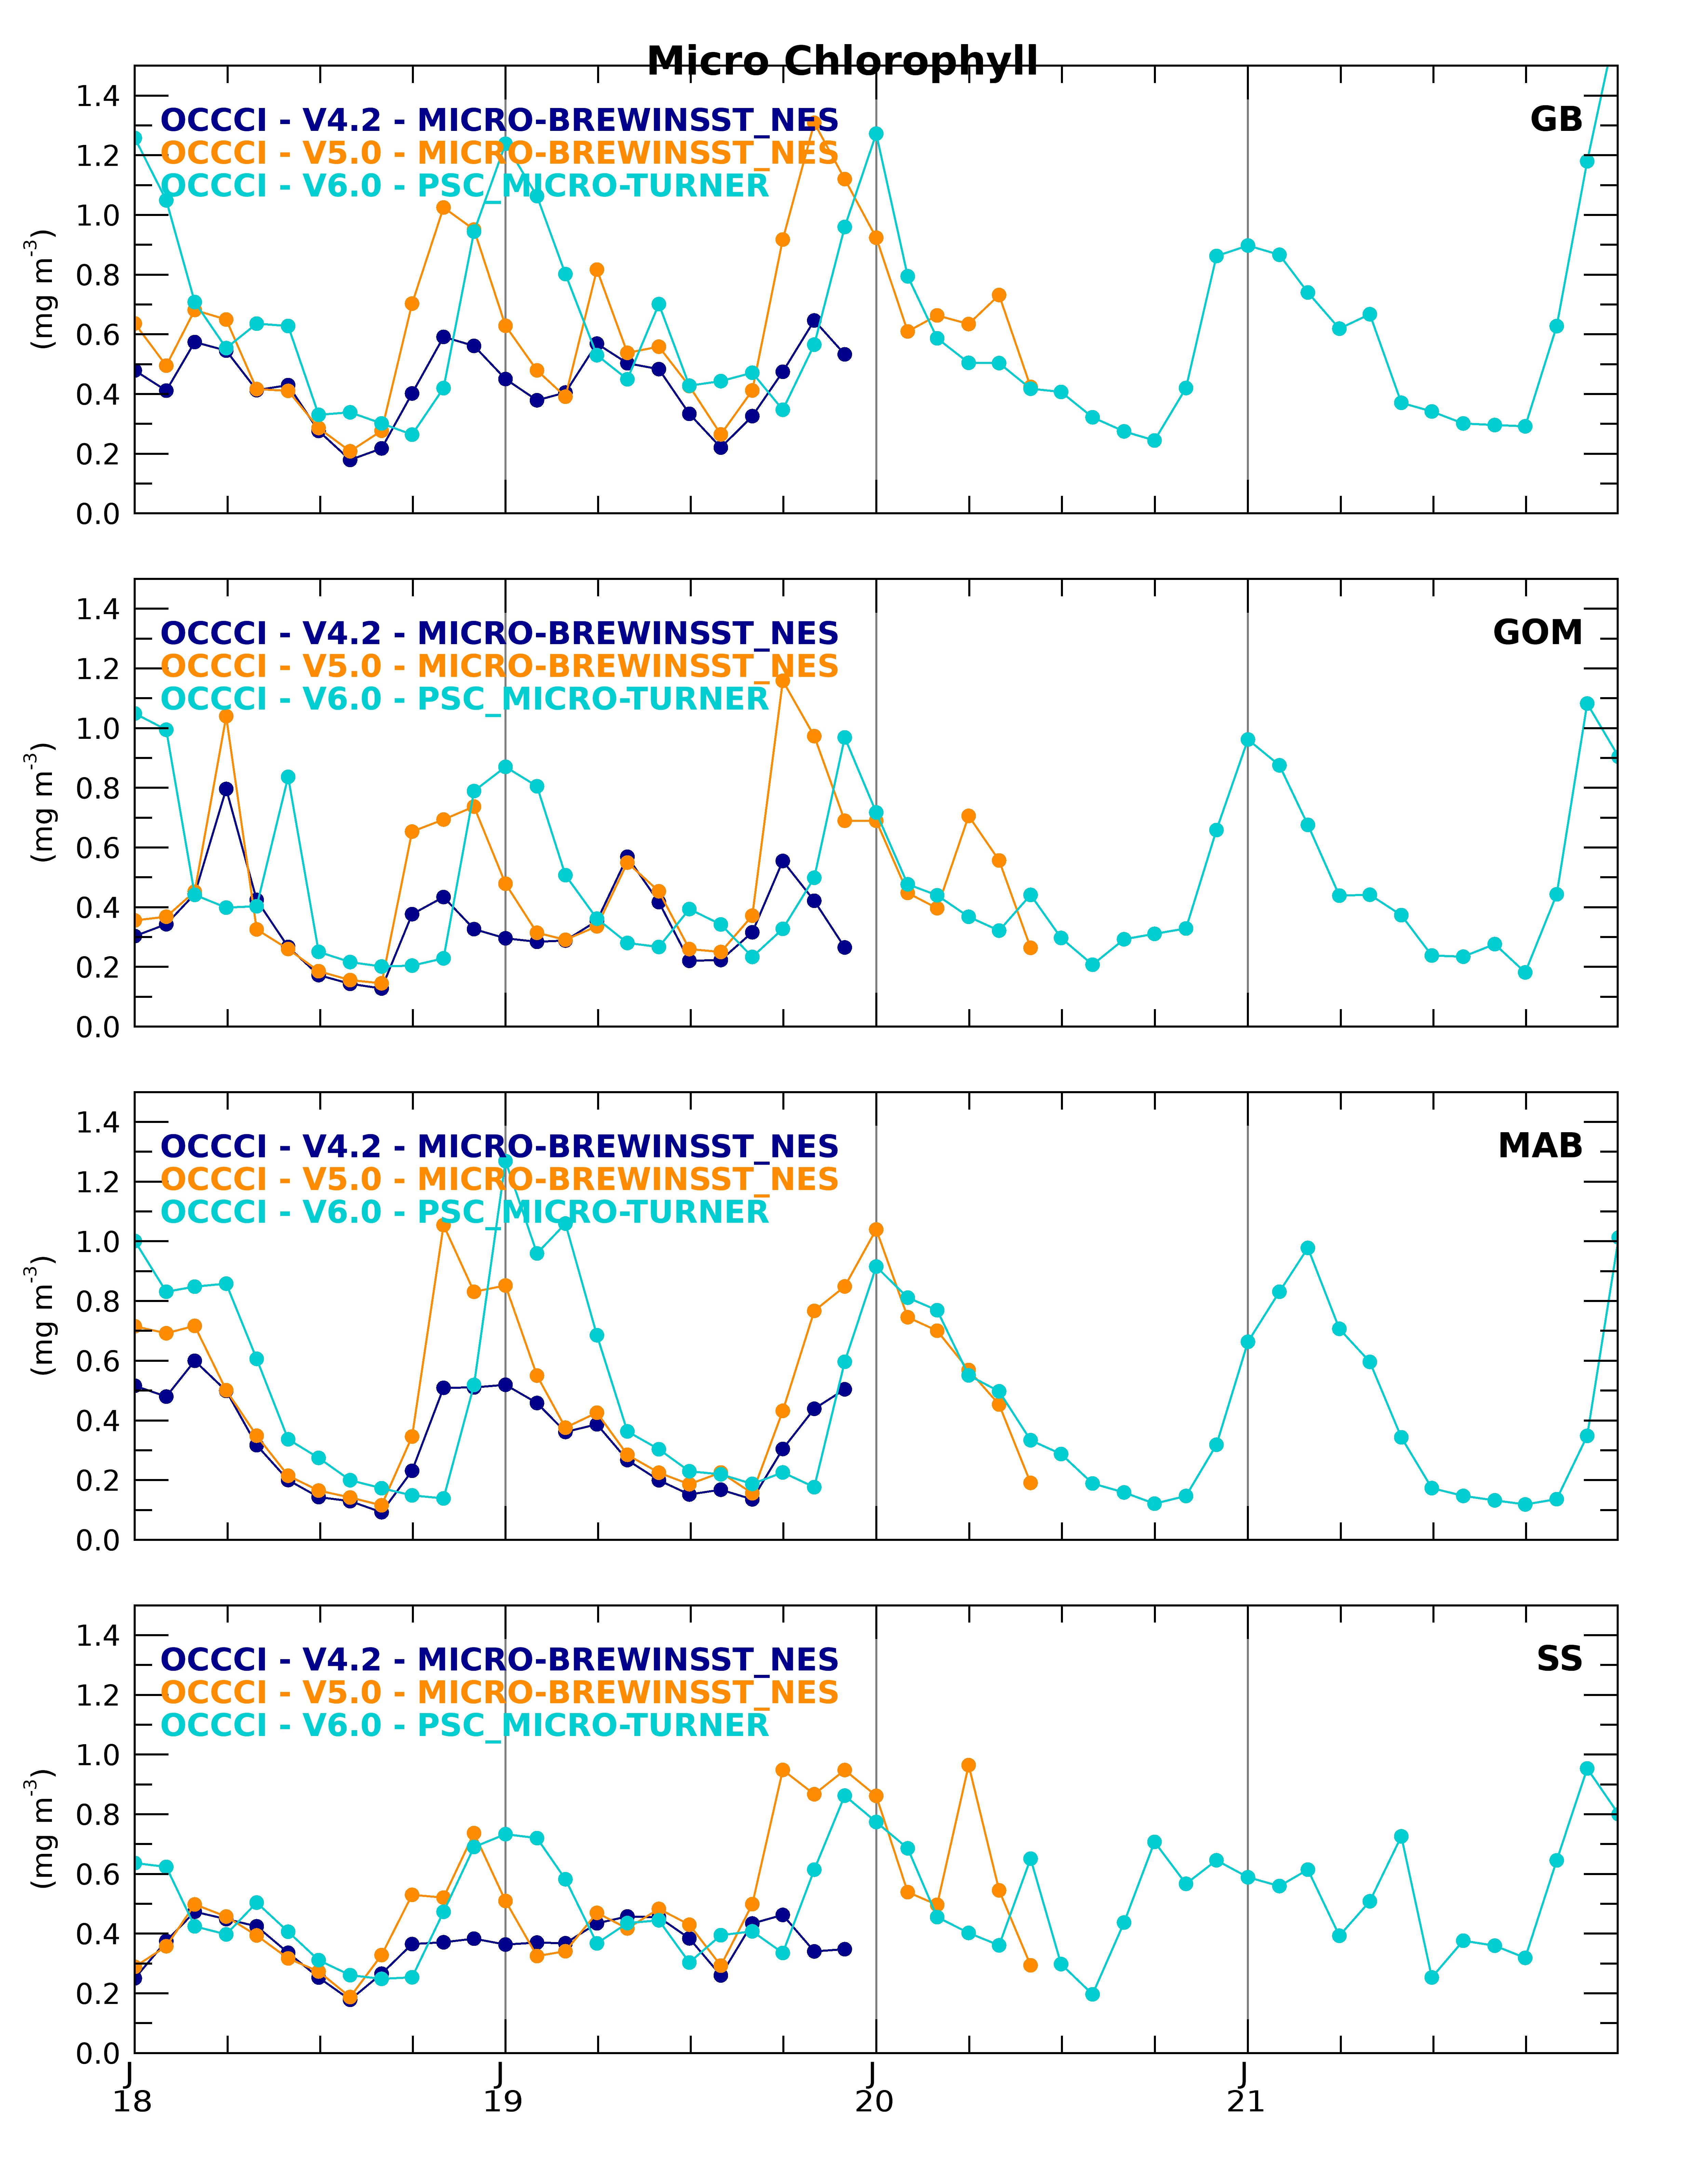 Micro Chlorophyll
1.4
1.2
1.0
0.8
0.6
0.4
0.2
0.0
(mg m-3)
OCCCI - V4.2 - MICRO-BREWINSST_NES
OCCCI - V5.0 - MICRO-BREWINSST_NES
OCCCI - V6.0 - PSC_MICRO-TURNER
GB
1.4
1.2
1.0
0.8
0.6
0.4
0.2
0.0
(mg m-3)
OCCCI - V4.2 - MICRO-BREWINSST_NES
OCCCI - V5.0 - MICRO-BREWINSST_NES
OCCCI - V6.0 - PSC_MICRO-TURNER
GOM
1.4
1.2
1.0
0.8
0.6
0.4
0.2
0.0
(mg m-3)
OCCCI - V4.2 - MICRO-BREWINSST_NES
OCCCI - V5.0 - MICRO-BREWINSST_NES
OCCCI - V6.0 - PSC_MICRO-TURNER
MAB
1.4
1.2
1.0
0.8
0.6
0.4
0.2
0.0
(mg m-3)
OCCCI - V4.2 - MICRO-BREWINSST_NES
OCCCI - V5.0 - MICRO-BREWINSST_NES
OCCCI - V6.0 - PSC_MICRO-TURNER
SS
J J J J
18 19 20 21